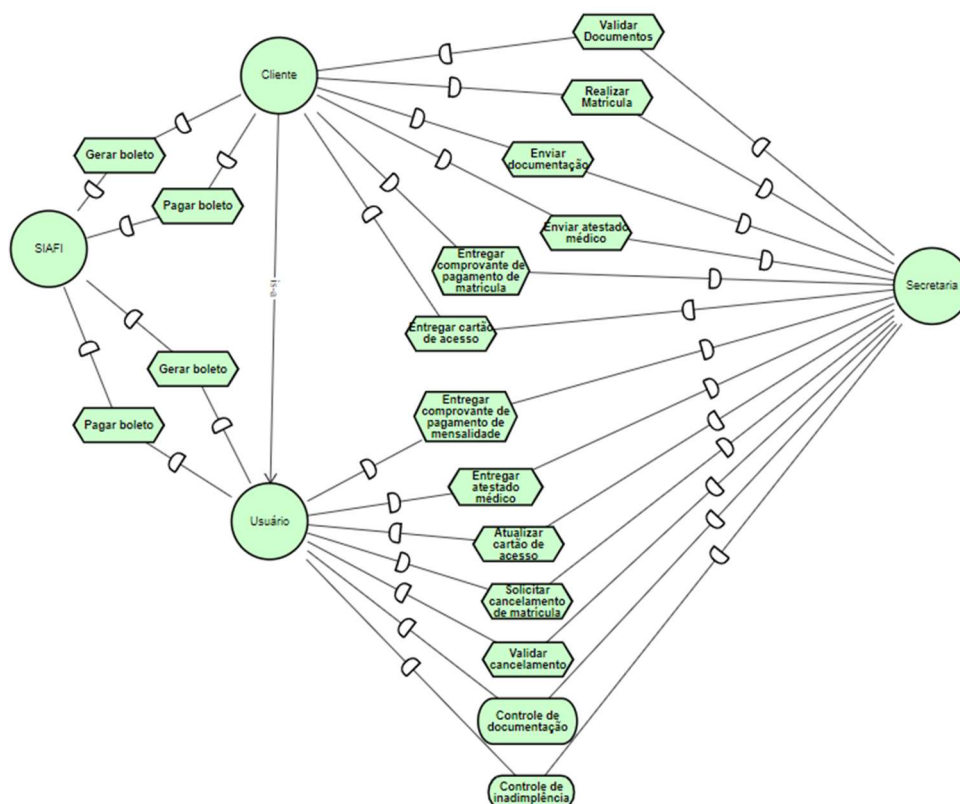 Validar
Documentos
Cliente
Realizar
Matrícula
Gerar boleto
Enviar
documentação
Pagar boleto
Enviar atestado
médico
SIAFI
Entregar
comprovante de
pagamento de
matrícula
Secretaria
is-a
Entregar cartão
de acesso
Gerar boleto
Entregar
comprovante de
pagamento de
mensalidade
Pagar boleto
Entregar
atestado
médico
Usuário
Atualizar
cartão de
acesso
Solicitar
cancelamento
de matrícula
Validar
cancelamento
Controle de
documentação
Controle de
inadimplência